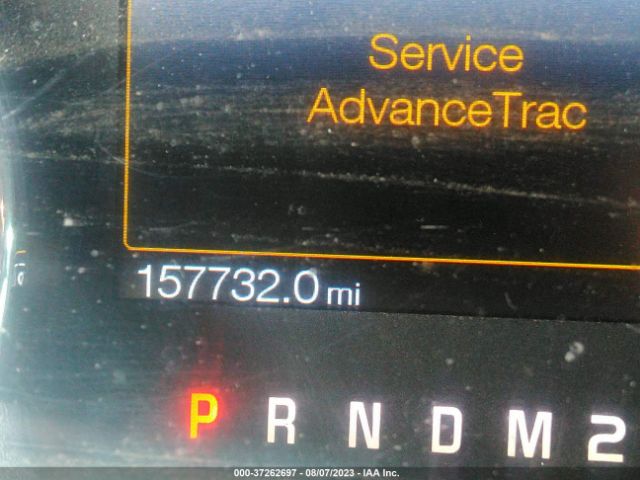 Service
AdvanceTrac
157732.0 mi
P R N D M 2
000-37262697 - 08/07/2023 - IAA Inc.